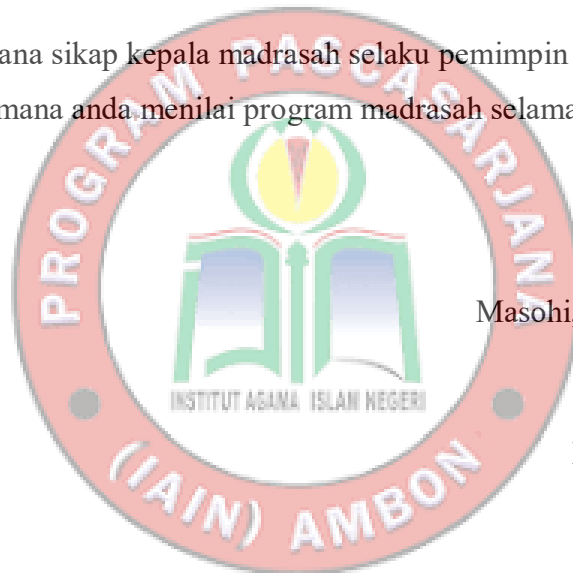 ana sikap kepala madrasah selaku pemimpin
mana anda menilai program madrasah selama
PROGRAM PASCASARJANA
Masohi,
INSTITUT AGAMA ISLAM NEGERI
(IAIN) AMBON